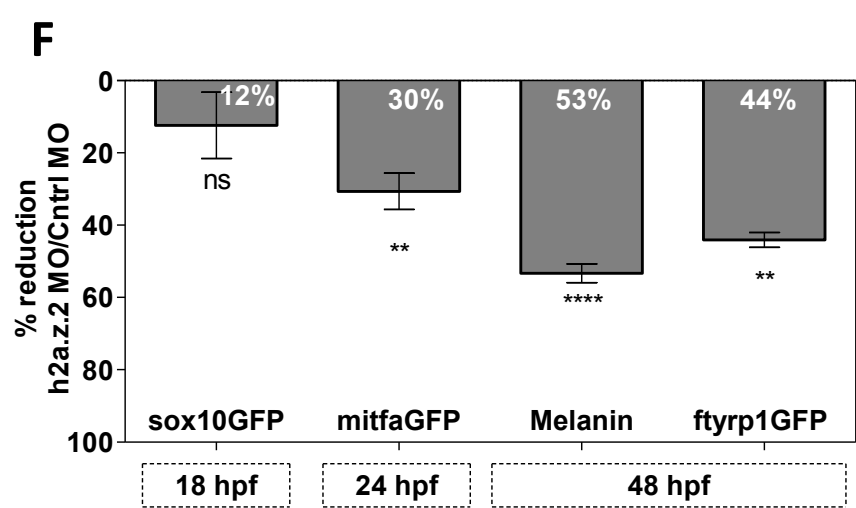 F
% reduction
h2a.z.2 MO/Cntrl MO
0
20
40
60
80
100
12%
30%
53%
44%
ns
**
****
**
sox10GFP
mitfaGFP
Melanin
ftyrp1GFP
18 hpf
24 hpf
48 hpf